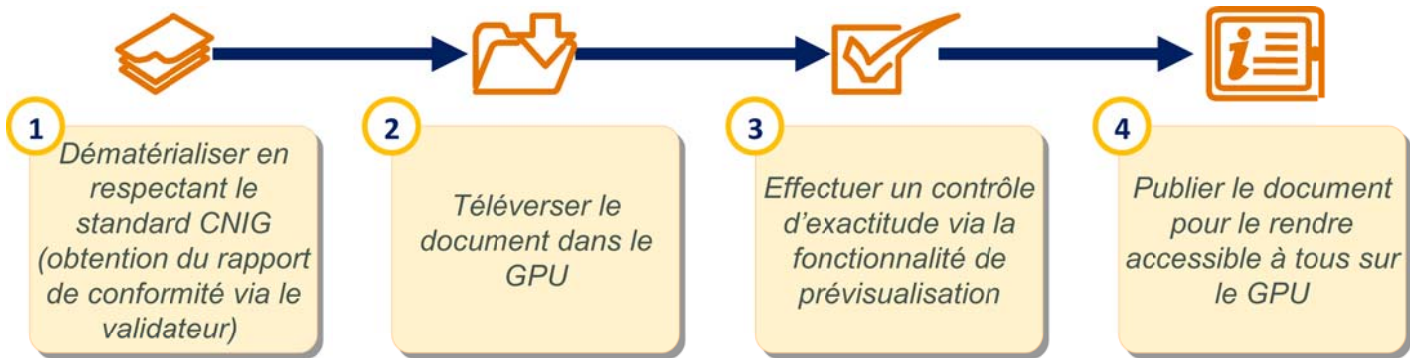 1
Dématérialiser en
respectant le
standard CNIG
(obtention du rapport
de conformité via le
validateur)
2
Téléverser le
document dans le
GPU
3
Effectuer un contrôle
d'exactitude via la
fonctionnalité de
prévisualisation
4
Publier le document
pour le rendre
accessible à tous sur
le GPU